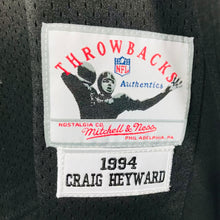 THROWBACKS
NFL
Authentics
NOSTALGIA CO.
Mitchell & Ness
PHILADELPHIA, PA
1994
CRAIG HEYWARD